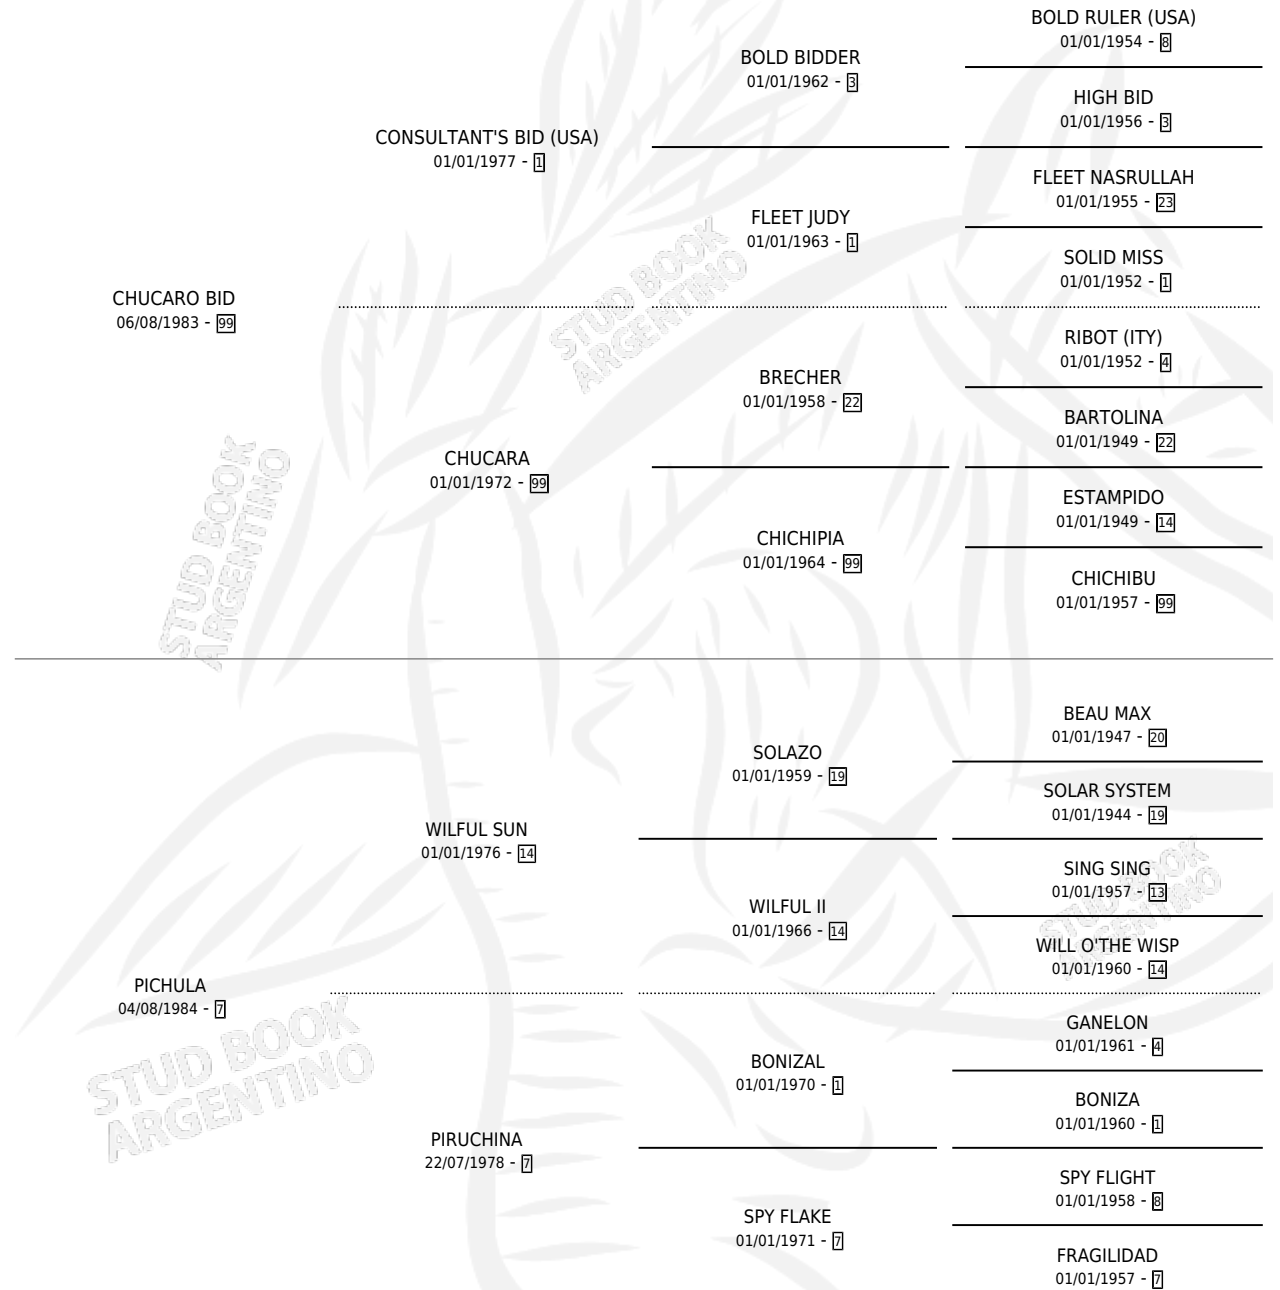 BOLD RULER (USA)
01/01/1954 - 8
BOLD BIDDER
01/01/1962 - 3
HIGH BID
01/01/1956 - 3
CONSULTANT'S BID (USA)
01/01/1977 - 1
FLEET NASRULLAH
01/01/1955 - 23
FLEET JUDY
01/01/1963 - 1
SOLID MISS
01/01/1952 - 1
CHUCARO BID
06/08/1983 - 99
RIBOT (ITY)
01/01/1952 - 4
BRECHER
01/01/1958 - 22
BARTOLINA
01/01/1949 - 22
CHUCARA
01/01/1972 - 99
ESTAMPIDO
01/01/1949 - 14
CHICHIPIA
01/01/1964 - 99
CHICHIBU
01/01/1957 - 99
BEAU MAX
01/01/1947 - 20
SOLAZO
01/01/1959 - 19
SOLAR SYSTEM
01/01/1944 - 19
WILFUL SUN
01/01/1976 - 14
SING SING
01/01/1957 - 13
WILFUL II
01/01/1966 - 14
WILL O'THE WISP
01/01/1960 - 14
PICHULA
04/08/1984 - 7
GANELON
01/01/1961 - 4
BONIZAL
01/01/1970 - 1
BONIZA
01/01/1960 - 1
PIRUCHINA
22/07/1978 - 7
SPY FLIGHT
01/01/1958 - 8
SPY FLAKE
01/01/1971 - 7
FRAGILIDAD
01/01/1957 - 7
STUD BOOK
ARGENTINO
STUD BOOK
ARGENTINO
STUD BOOK
ARGENTINO
STUD BOOK
ARGENTINO